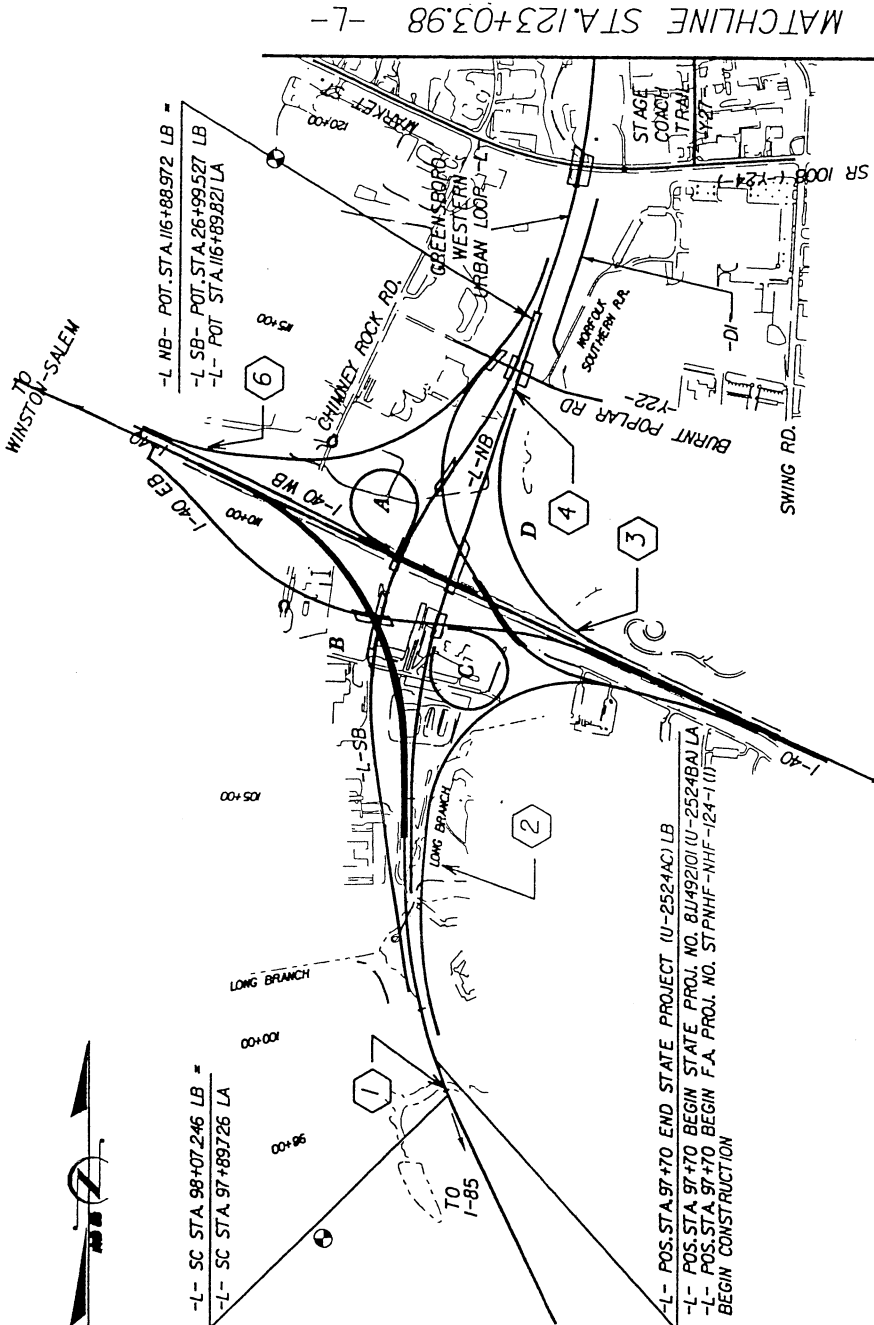 MATCHLINE STA.123+03.98 -L-
-L NB- POT.STA.116+88.972 LB =
-L SB- POT.STA.26+99.527 LB
-L- POT STA.116+89.821 LA
TO
WINSTON-SALEM
6
115+00
120+00
MARKET ST
CHIMNEY ROCK RD.
GREENSBORO
WESTERN
URBAN LOOP -L-
STAGE
COACH
TRAIL
-Y27-
SR 1008 (-Y24-)
I-40
I-40 EB
I-40 WB
110+00
A
B
C
D
-L-NB
-L-SB
NORFOLK
SOUTHERN R.R.
-D1-
-Y22-
BURNT POPLAR RD
SWING RD.
4
3
2
1
105+00
LONG BRANCH
LONG BRANCH
100+00
98+00
TO
I-85
I-40
-L- SC STA. 98+07.246 LB =
-L- SC STA. 97+89.726 LA
-L- POS.STA. 97+70 END STATE PROJECT (U-2524AC) LB
-L- POS.STA. 97+70 BEGIN STATE PROJ. NO. 8.U492101 (U-2524BA) LA
-L- POS.STA. 97+70 BEGIN F.A. PROJ. NO. STPNHF-NHF-124-1 (1)
BEGIN CONSTRUCTION